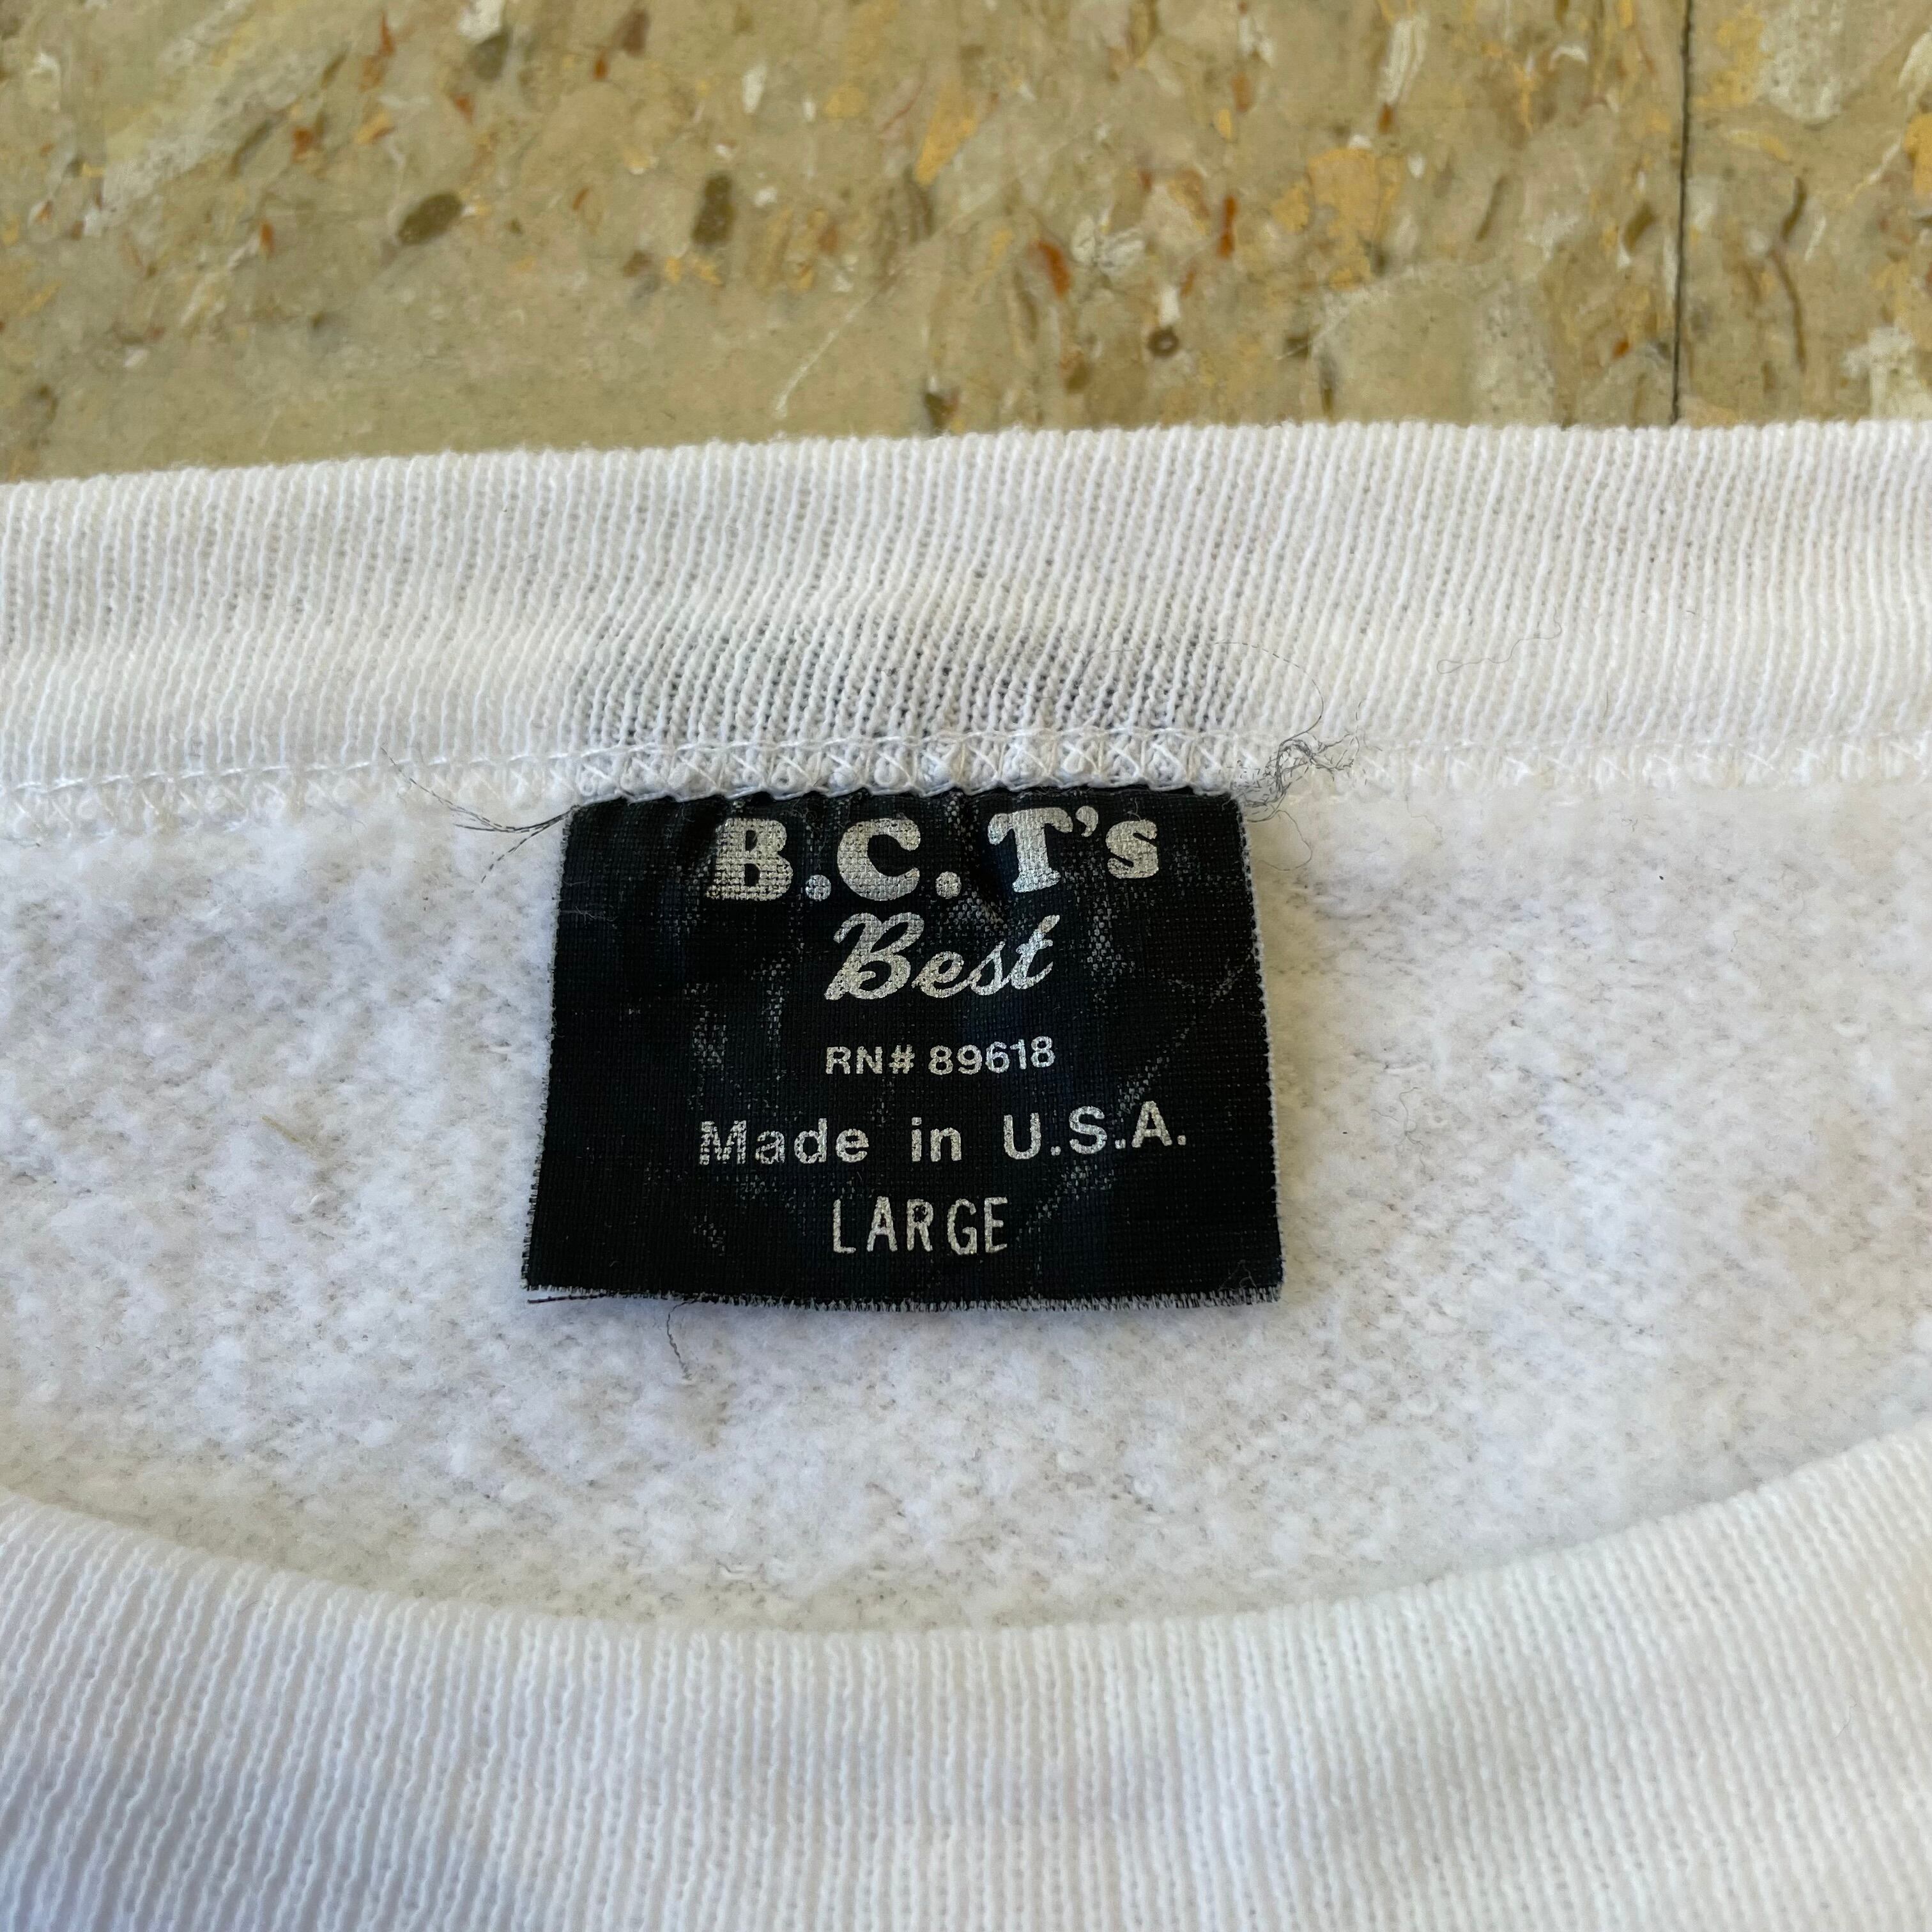 B.C. T's
Best
RN# 89618
Made in U.S.A.
LARGE